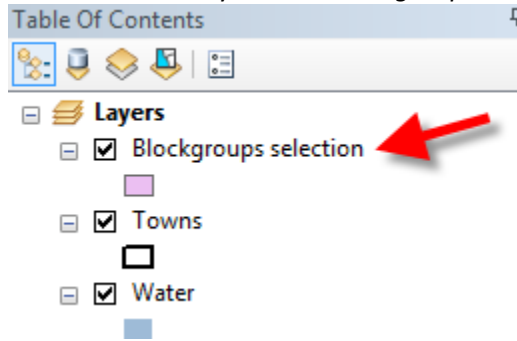 Table Of Contents
Layers
Blockgroups selection
Towns
Water